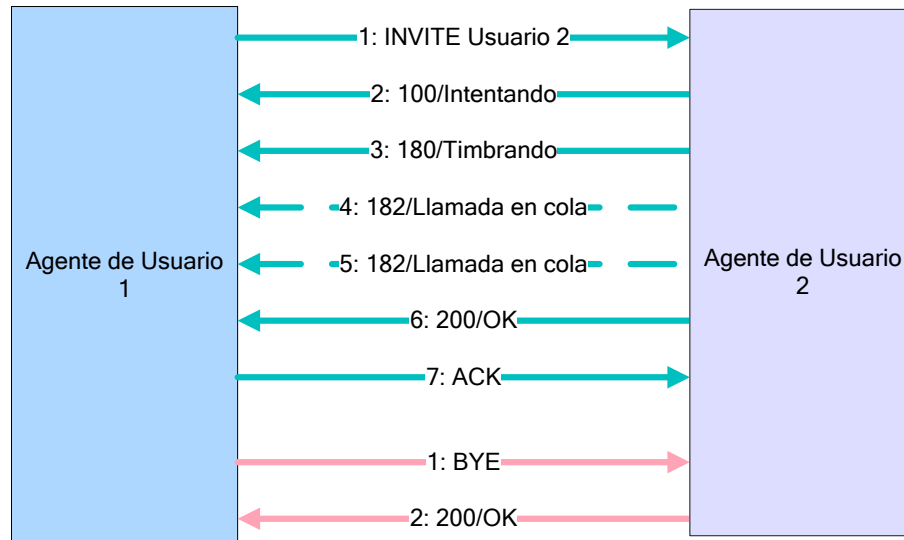 1: INVITE Usuario 2
2: 100/Intentando
3: 180/Timbrando
4: 182/Llamada en cola
Agente de Usuario
1
5: 182/Llamada en cola
Agente de Usuario
2
6: 200/OK
7: ACK
1: BYE
2: 200/OK